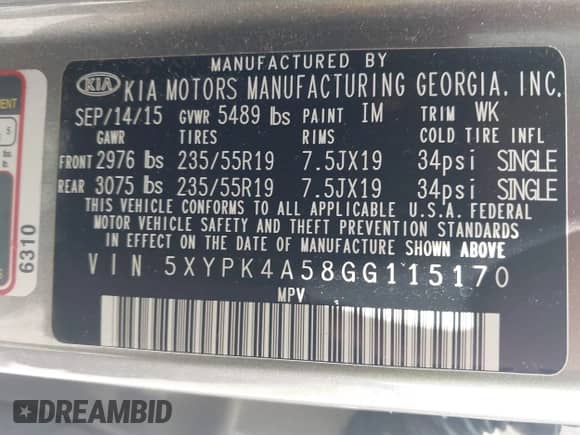 MANUFACTURED BY
KIA KIA MOTORS MANUFACTURING GEORGIA, INC.
SEP/14/15 GVWR 5489 lbs PAINT IM TRIM WK
GAWR TIRES RIMS COLD TIRE INFL
FRONT 2976 lbs 235/55R19 7.5JX19 34psi SINGLE
REAR 3075 lbs 235/55R19 7.5JX19 34psi SINGLE
THIS VEHICLE CONFORMS TO ALL APPLICABLE U.S.A. FEDERAL
MOTOR VEHICLE SAFETY AND THEFT PREVENTION STANDARDS
IN EFFECT ON THE DATE OF MANUFACTURE SHOWN ABOVE.
VIN 5XYPK4A58GG115170
MPV
6310
DREAMBID